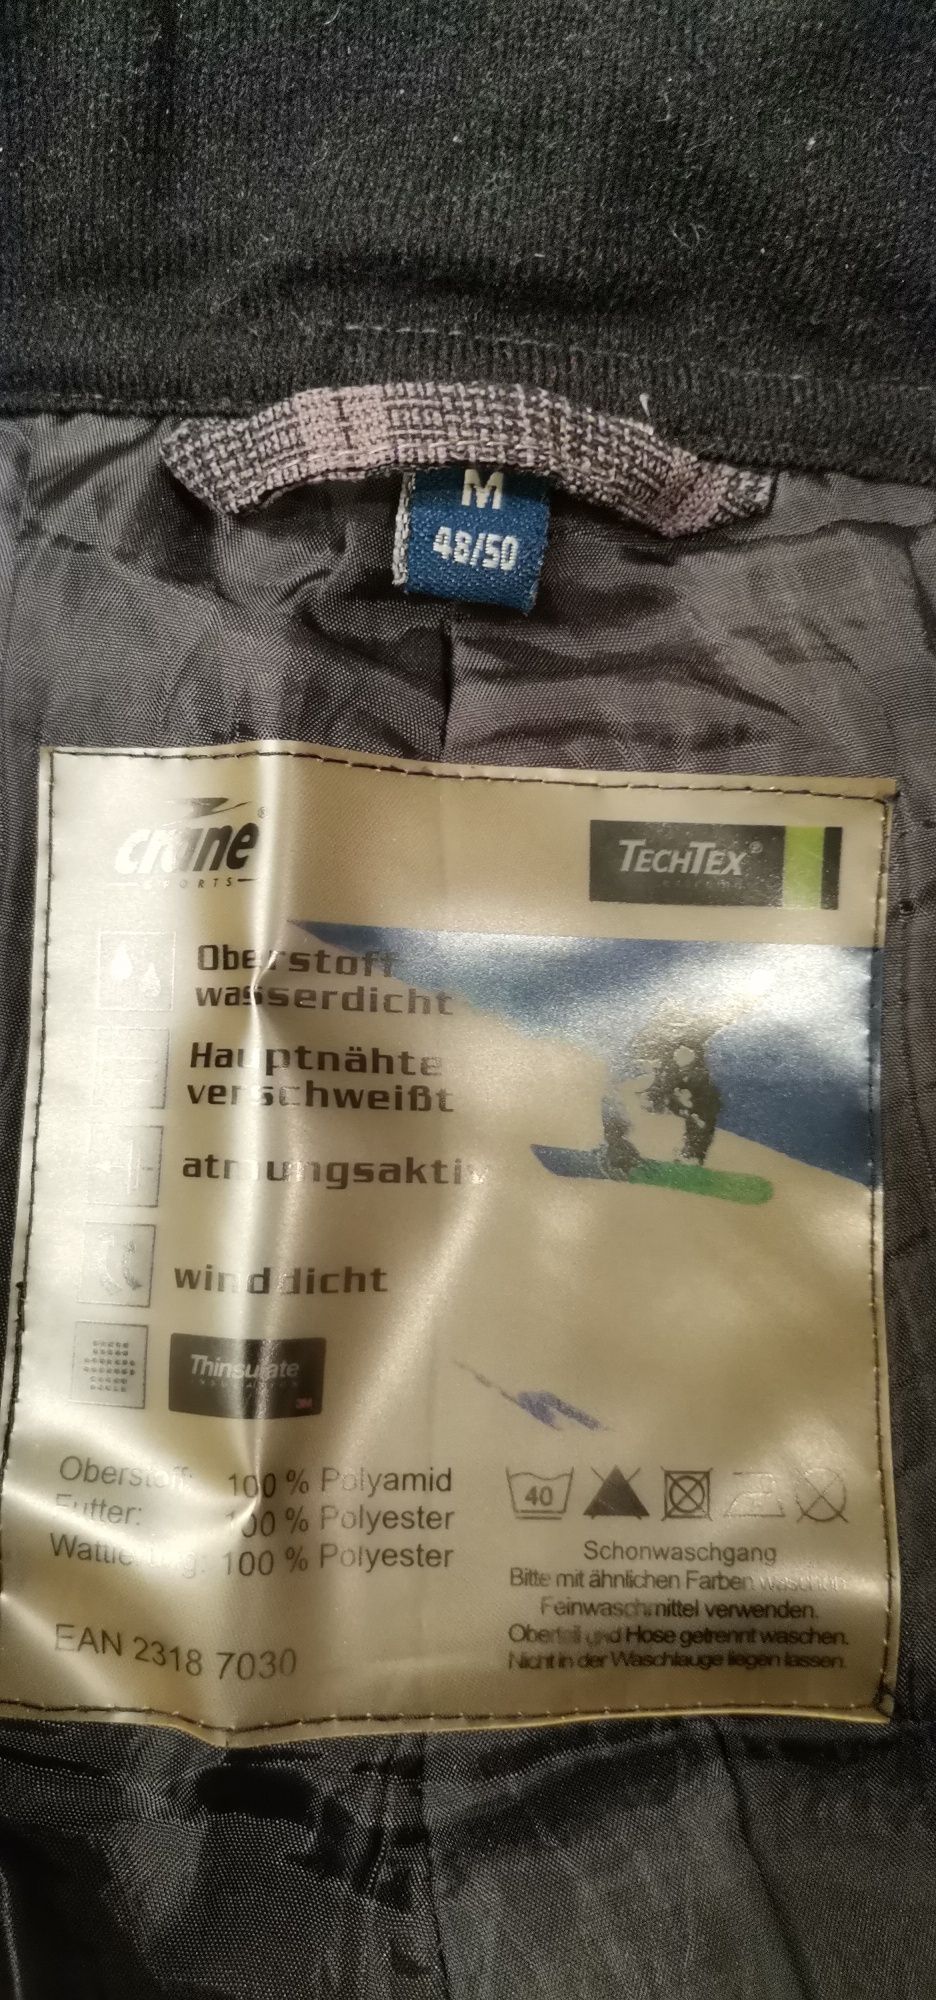 M
48/50
crane®
SPORTS
TECHTEX®
Oberstoff
wasserdicht
Hauptnähte
verschweißt
atmungsaktiv
winddicht
Thinsulate
INSULATION
3M
Oberstoff: 100 % Polyamid
Futter: 100 % Polyester
Wattierung: 100 % Polyester
EAN 2318 7030
40
Schonwaschgang
Bitte mit ähnlichen Farben waschen.
Feinwaschmittel verwenden.
Oberteil und Hose getrennt waschen.
Nicht in der Waschlauge liegen lassen.